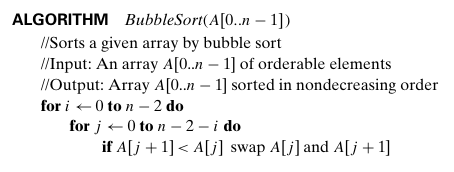 ALGORITHM BubbleSort(A[0..n − 1])
//Sorts a given array by bubble sort
//Input: An array A[0..n − 1] of orderable elements
//Output: Array A[0..n − 1] sorted in nondecreasing order
for i ← 0 to n − 2 do
for j ← 0 to n − 2 − i do
if A[j + 1] < A[j] swap A[j] and A[j + 1]